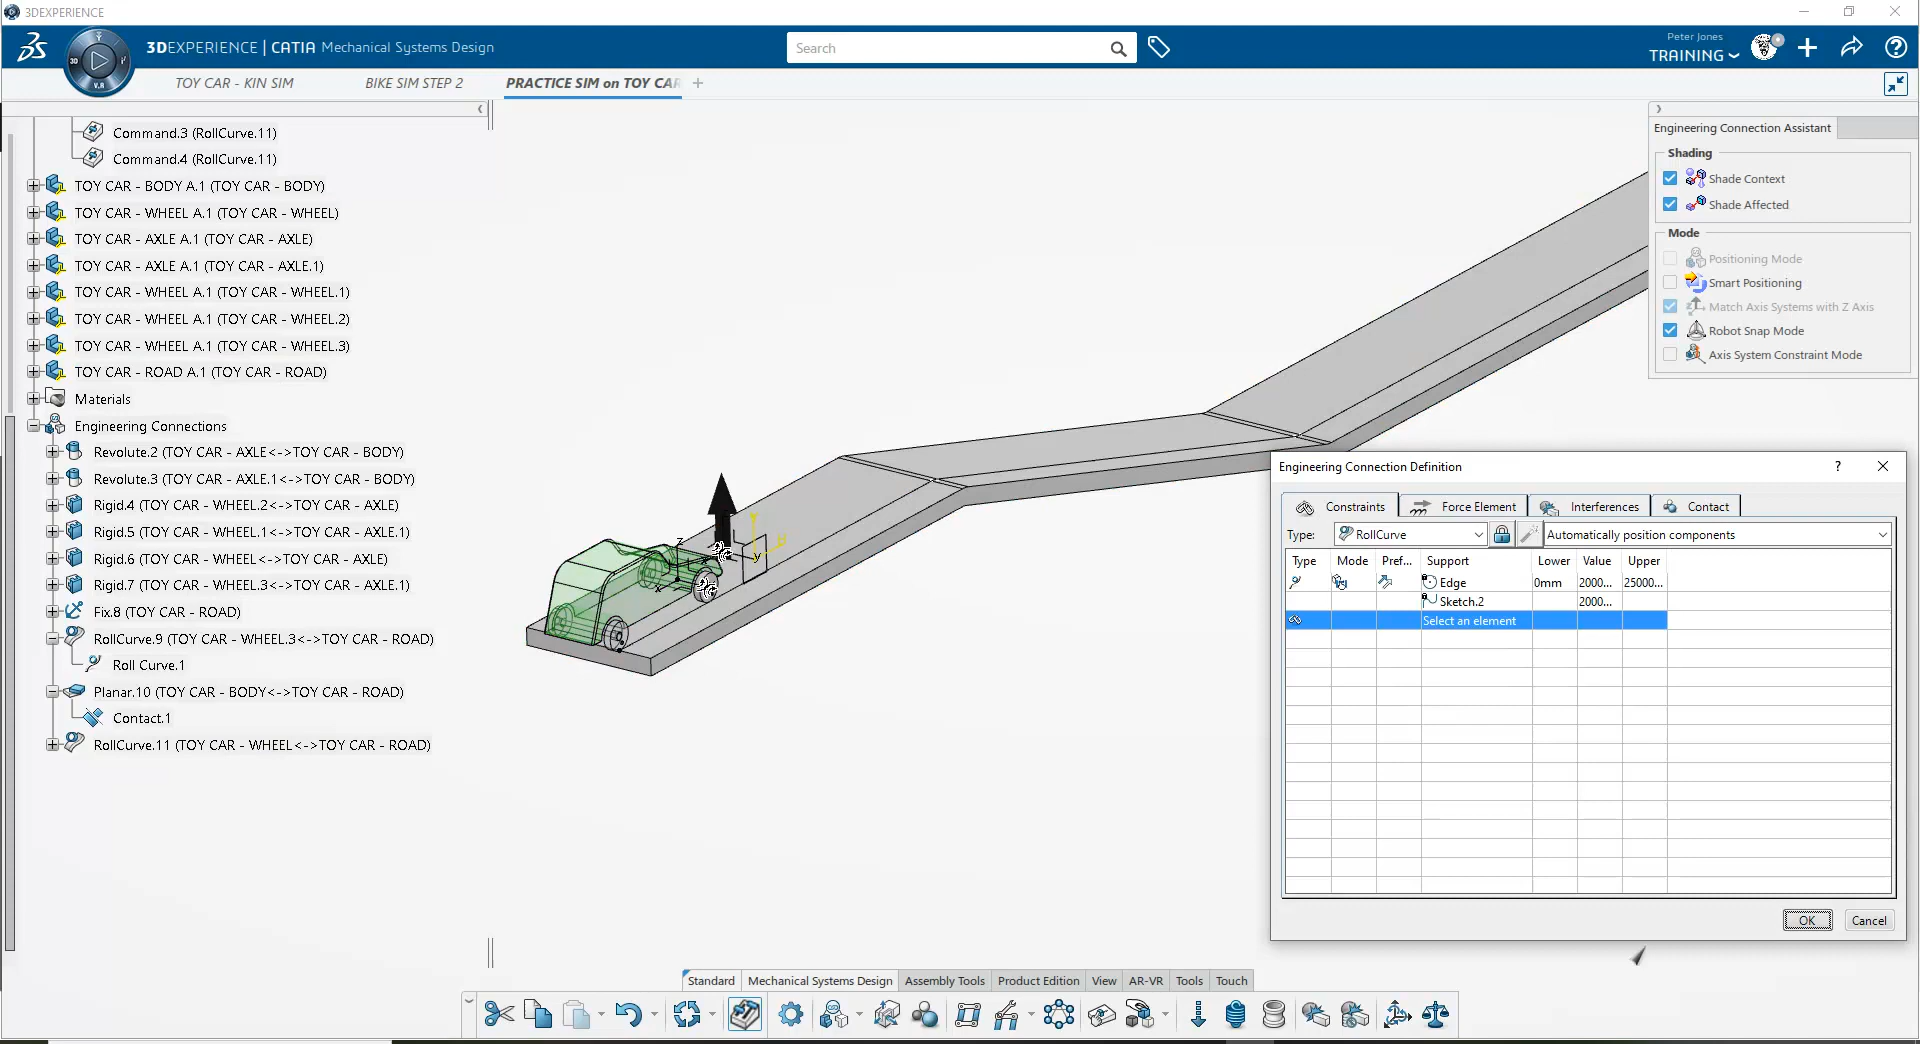 3DEXPERIENCE
3DEXPERIENCE | CATIA Mechanical Systems Design
3D
V.R
Search
Peter Jones
TRAINING
TOY CAR - KIN SIM
BIKE SIM STEP 2
PRACTICE SIM on TOY CAR
Command.3 (RollCurve.11)
Command.4 (RollCurve.11)
TOY CAR - BODY A.1 (TOY CAR - BODY)
TOY CAR - WHEEL A.1 (TOY CAR - WHEEL)
TOY CAR - AXLE A.1 (TOY CAR - AXLE)
TOY CAR - AXLE A.1 (TOY CAR - AXLE.1)
TOY CAR - WHEEL A.1 (TOY CAR - WHEEL.1)
TOY CAR - WHEEL A.1 (TOY CAR - WHEEL.2)
TOY CAR - WHEEL A.1 (TOY CAR - WHEEL.3)
TOY CAR - ROAD A.1 (TOY CAR - ROAD)
Materials
Engineering Connections
Revolute.2 (TOY CAR - AXLE<->TOY CAR - BODY)
Revolute.3 (TOY CAR - AXLE.1<->TOY CAR - BODY)
Rigid.4 (TOY CAR - WHEEL.2<->TOY CAR - AXLE)
Rigid.5 (TOY CAR - WHEEL.1<->TOY CAR - AXLE.1)
Rigid.6 (TOY CAR - WHEEL<->TOY CAR - AXLE)
Rigid.7 (TOY CAR - WHEEL.3<->TOY CAR - AXLE.1)
Fix.8 (TOY CAR - ROAD)
RollCurve.9 (TOY CAR - WHEEL.3<->TOY CAR - ROAD)
Roll Curve.1
Planar.10 (TOY CAR - BODY<->TOY CAR - ROAD)
Contact.1
RollCurve.11 (TOY CAR - WHEEL<->TOY CAR - ROAD)
Engineering Connection Assistant
Shading
Shade Context
Shade Affected
Mode
Positioning Mode
Smart Positioning
Match Axis Systems with Z Axis
Robot Snap Mode
Axis System Constraint Mode
Engineering Connection Definition
?
Constraints
Force Element
Interferences
Contact
Type: RollCurve
Automatically position components
Type Mode Pref... Support Lower Value Upper
Edge 0mm 2000... 25000...
Sketch.2 2000...
Select an element
OK
Cancel
Standard
Mechanical Systems Design
Assembly Tools
Product Edition
View
AR-VR
Tools
Touch